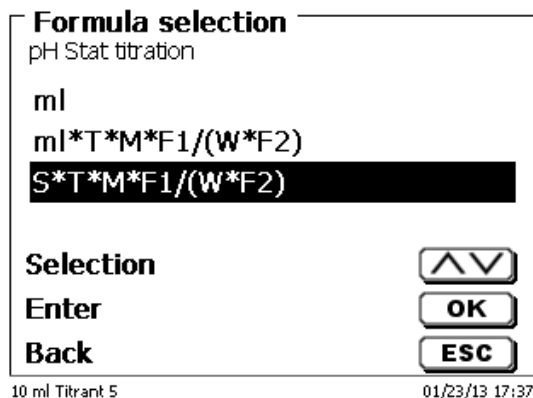 Formula selection
pH Stat titration
ml
ml*T*M*F1/(W*F2)
S*T*M*F1/(W*F2)
Selection
Enter OK
Back ESC
10 ml Titrant 5 01/23/13 17:37